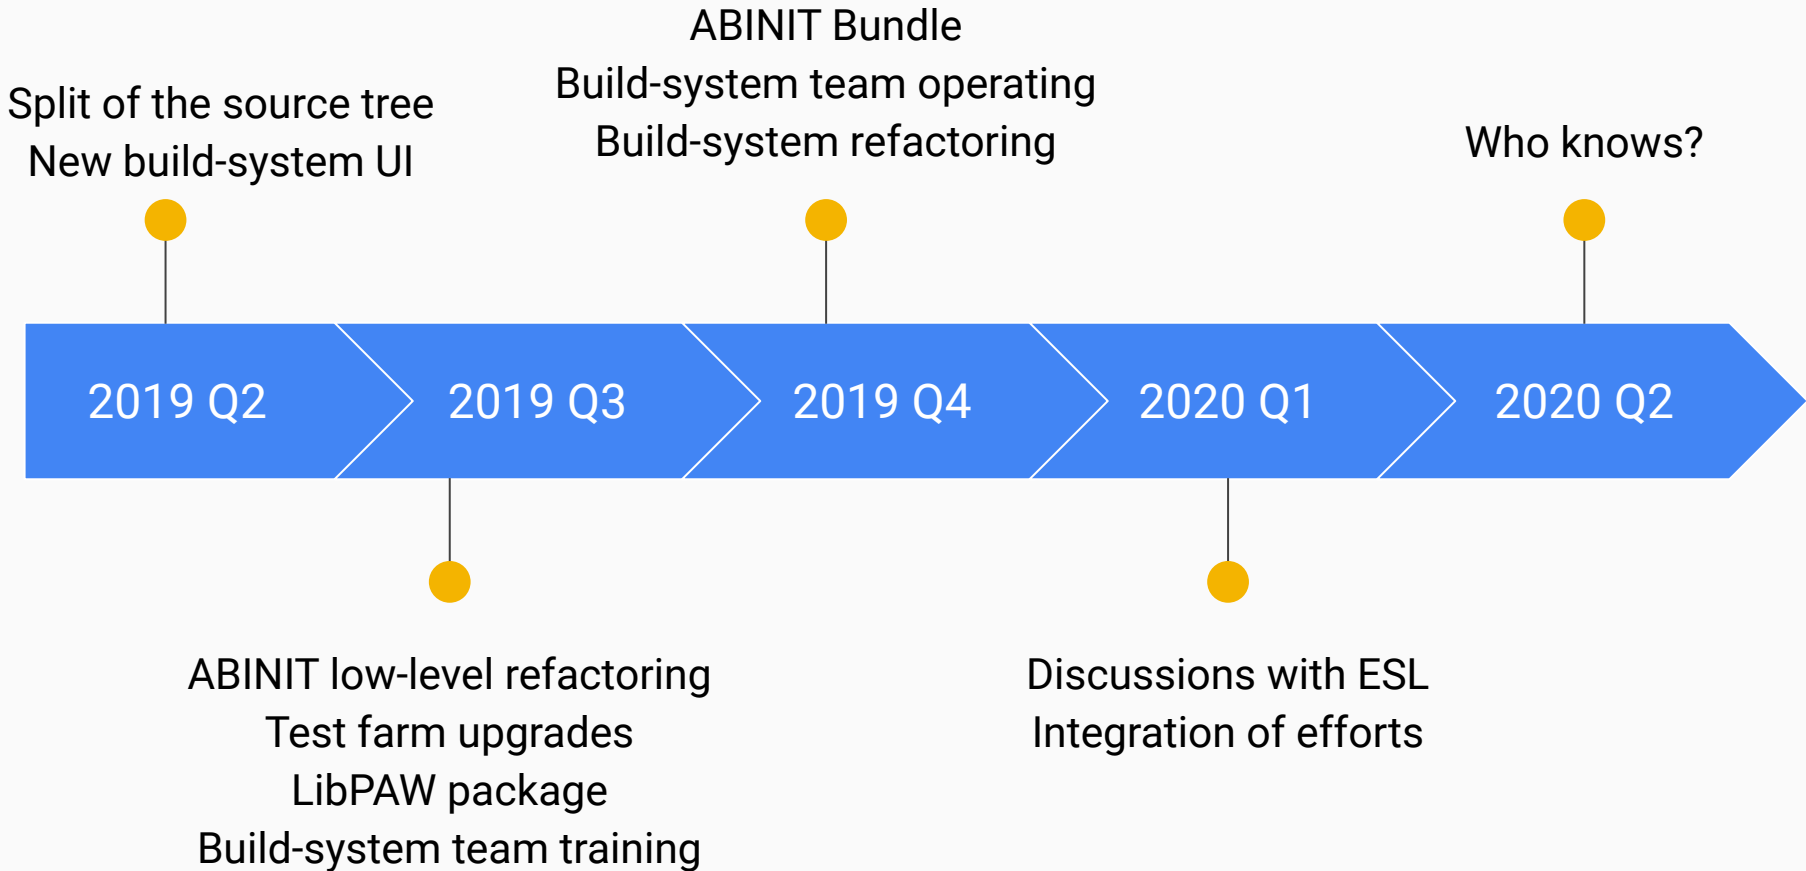 ABINIT Bundle
Build-system team operating
Build-system refactoring
Split of the source tree
New build-system UI
Who knows?
2019 Q2
2019 Q3
2019 Q4
2020 Q1
2020 Q2
ABINIT low-level refactoring
Test farm upgrades
LibPAW package
Build-system team training
Discussions with ESL
Integration of efforts